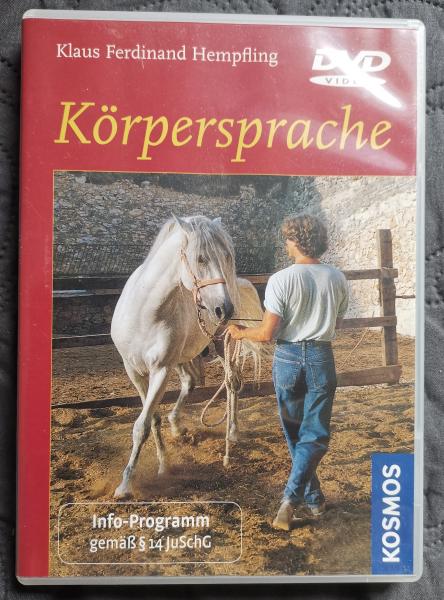 Klaus Ferdinand Hempfling
DVD
VIDEO
Körpersprache
Info-Programm
gemäß § 14 JuSchG
KOSMOS